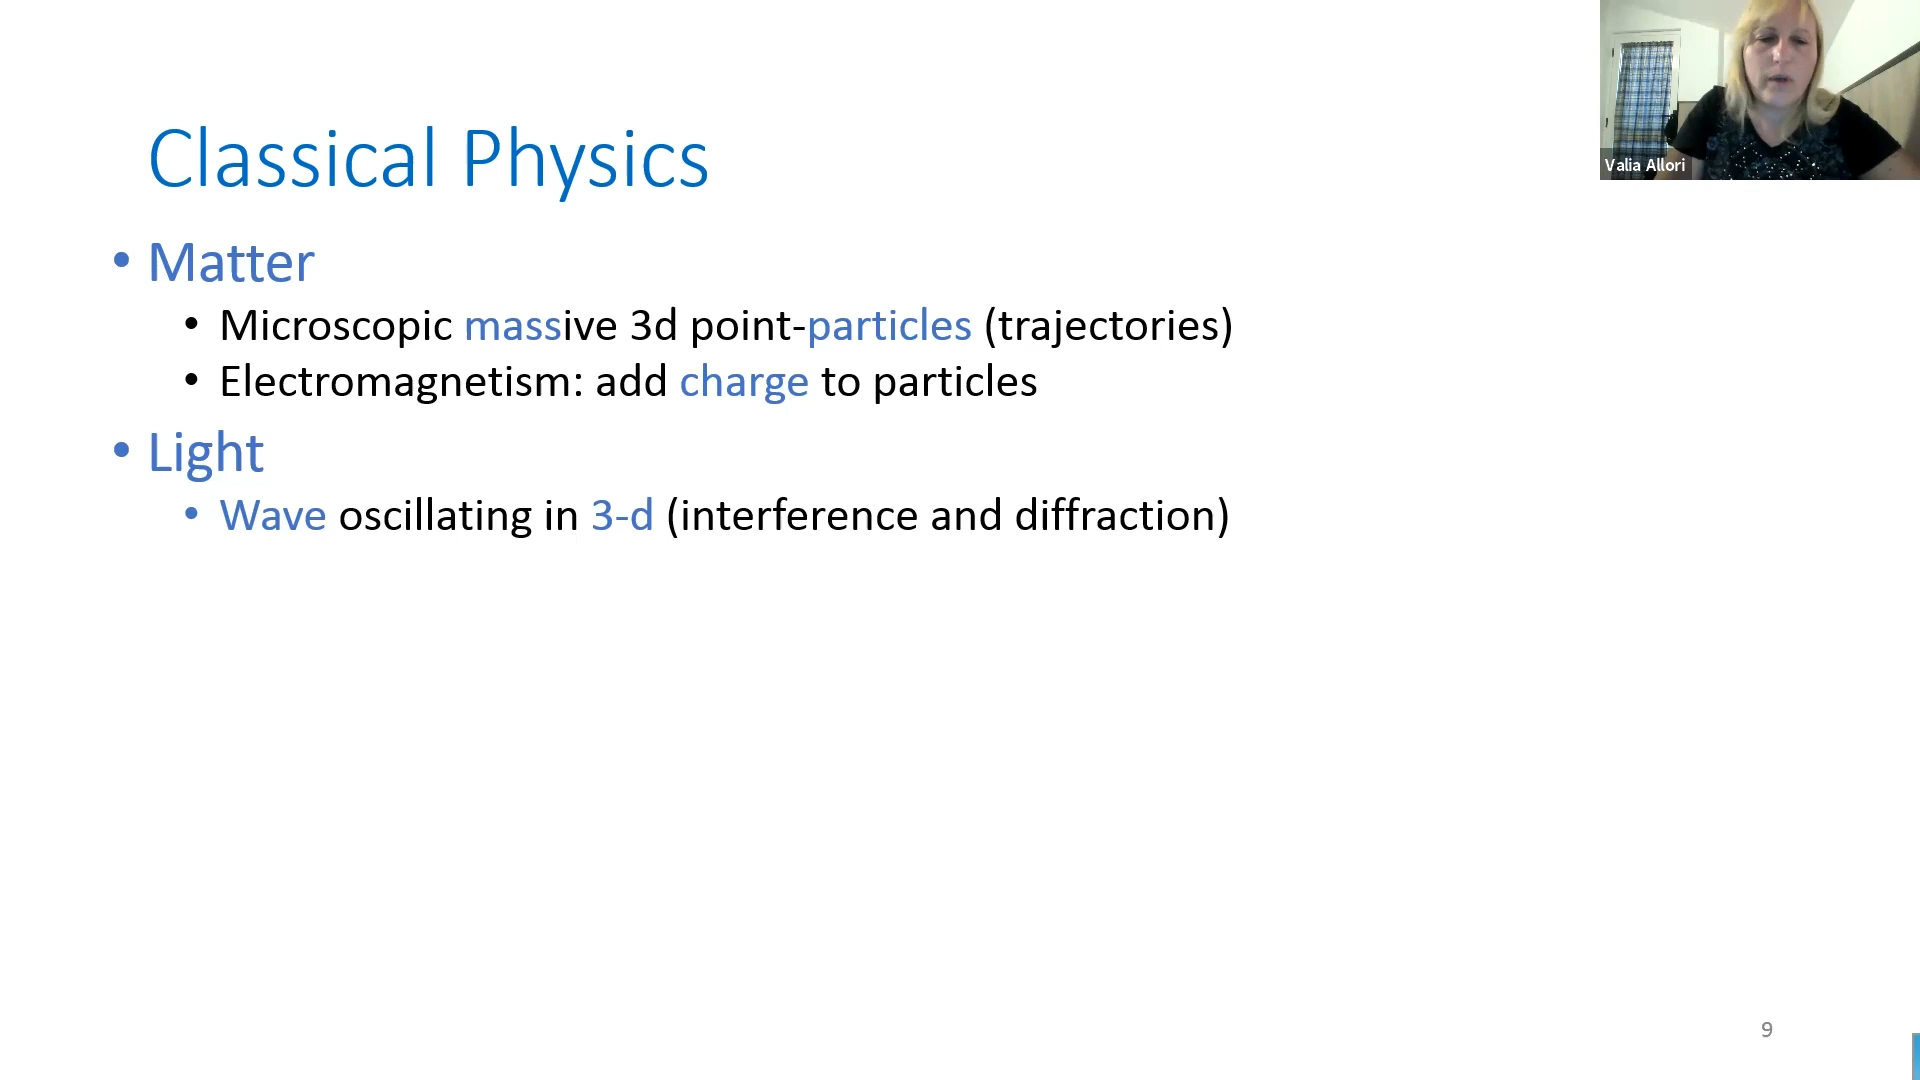 Classical Physics
• Matter
• Microscopic massive 3d point-particles (trajectories)
• Electromagnetism: add charge to particles
• Light
• Wave oscillating in 3-d (interference and diffraction)
Valia Allori
9